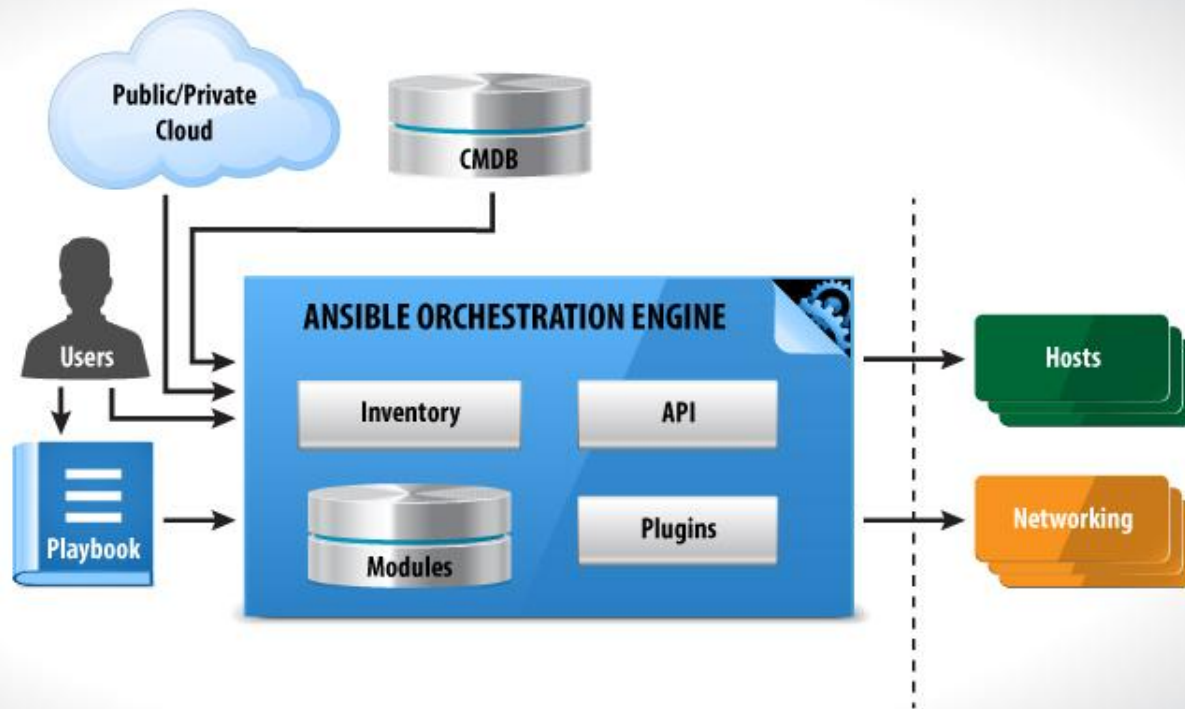 Public/Private
Cloud
CMDB
Users
ANSIBLE ORCHESTRATION ENGINE
Inventory
API
Hosts
Playbook
Modules
Plugins
Networking